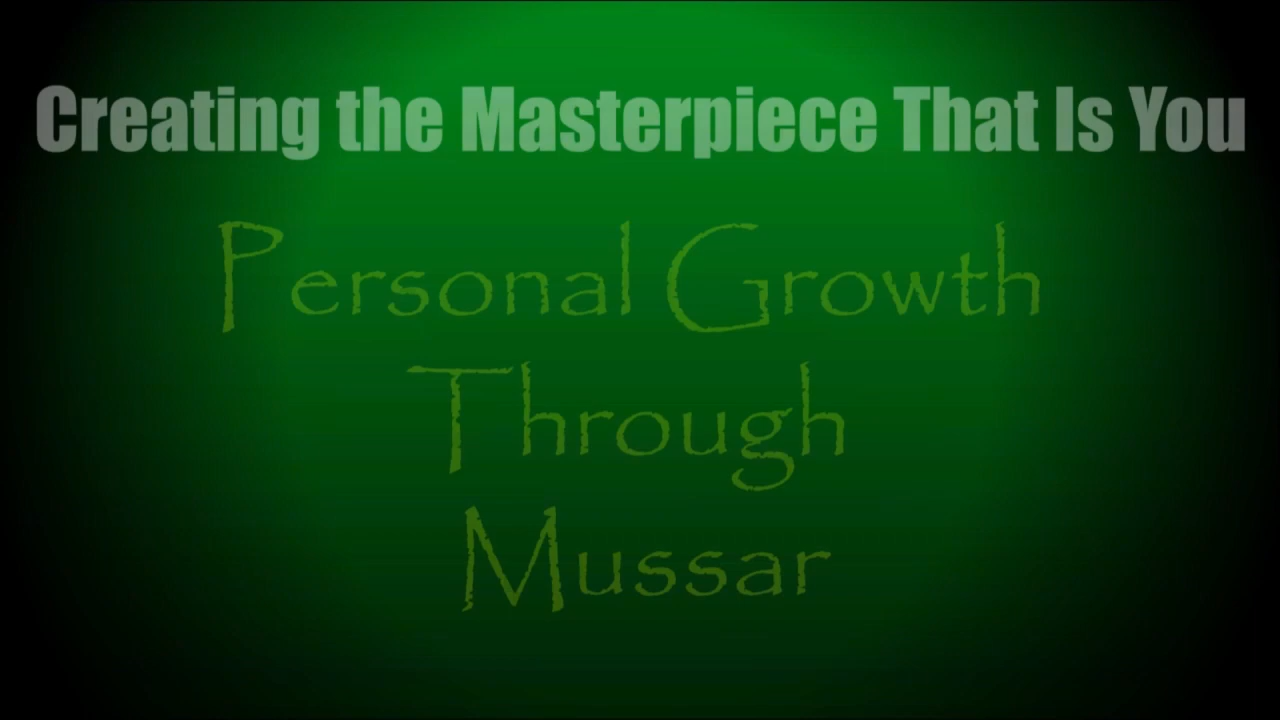 Creating the Masterpiece That Is You
Personal Growth
Through
Mussar